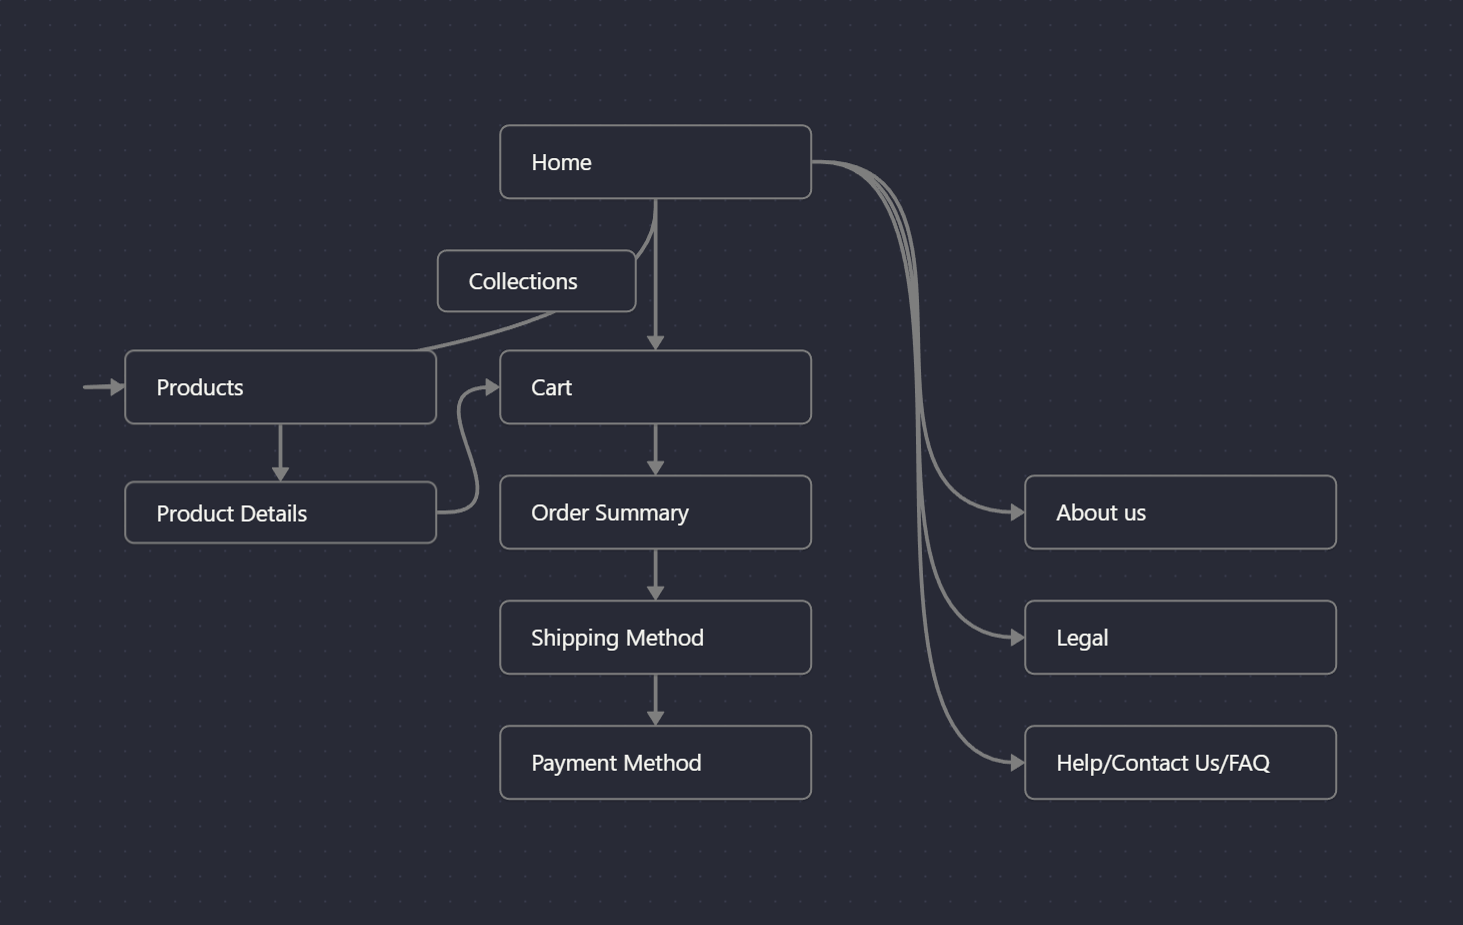 Home
Collections
Products
Cart
Product Details
Order Summary
About us
Shipping Method
Legal
Payment Method
Help/Contact Us/FAQ